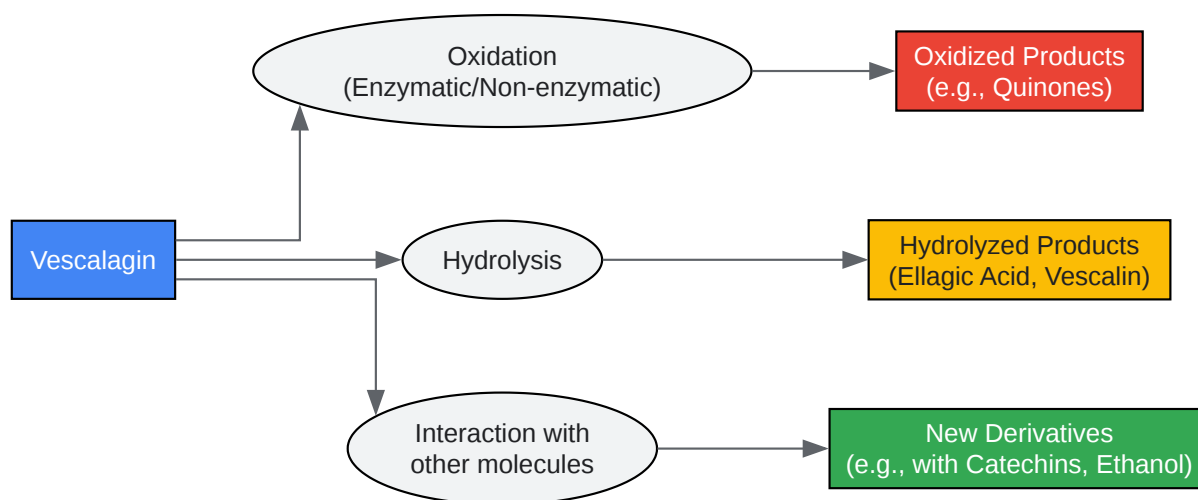 Oxidation
(Enzymatic/Non-enzymatic)
Oxidized Products
(e.g., Quinones)
Vescalagin
Hydrolysis
Hydrolyzed Products
(Ellagic Acid, Vescalin)
Interaction with
other molecules
New Derivatives
(e.g., with Catechins, Ethanol)